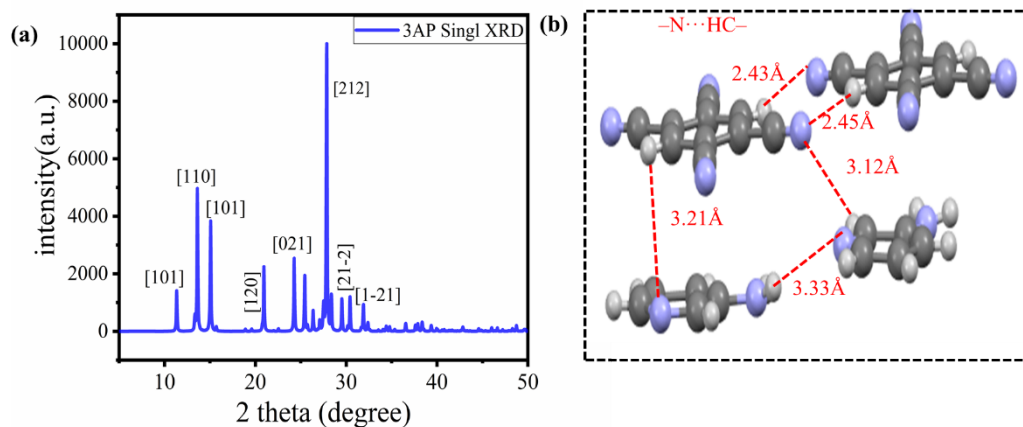 (a)
3AP Singl XRD
intensity(a.u.)
10000
8000
6000
4000
2000
0
[101]
[110]
[101]
[120]
[021]
[212]
[21-2]
[1-21]
10
20
30
40
50
2 theta (degree)
(b)
–N···HC–
2.43Å
2.45Å
3.12Å
3.21Å
3.33Å